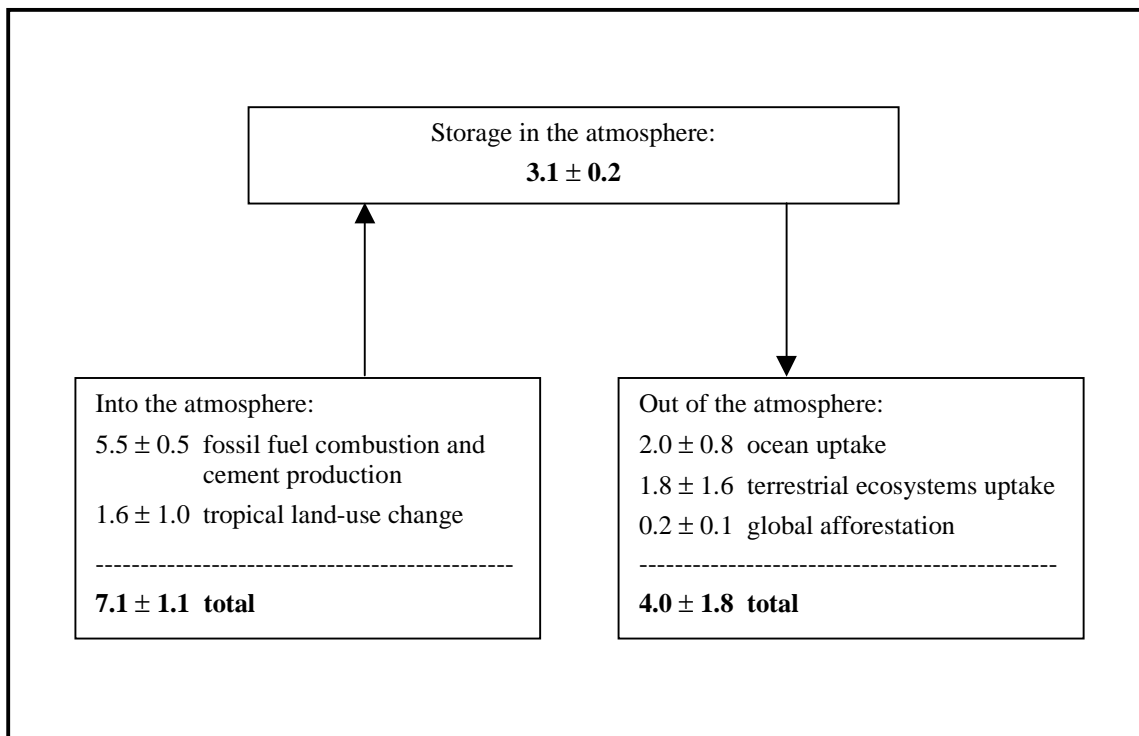 Storage in the atmosphere:
3.1 ± 0.2
Into the atmosphere:
5.5 ± 0.5 fossil fuel combustion and
cement production
1.6 ± 1.0 tropical land-use change
-----------------------------------------------
7.1 ± 1.1 total
Out of the atmosphere:
2.0 ± 0.8 ocean uptake
1.8 ± 1.6 terrestrial ecosystems uptake
0.2 ± 0.1 global afforestation
-----------------------------------------------
4.0 ± 1.8 total